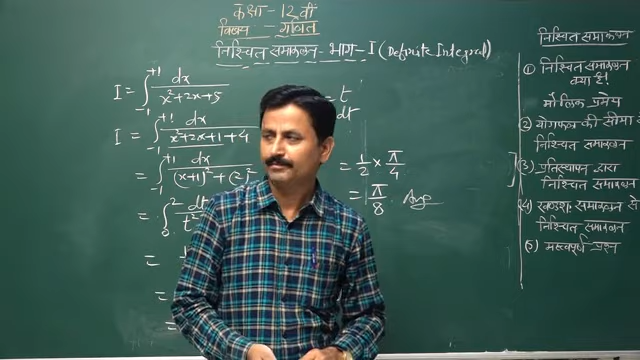 कक्षा - 12 वीं
विषय - गणित
निश्चित समाकलन - भाग - I (Definite Integral)
I = ∫₋₁⁺¹ dx / x²+2x+5
= t
dt
I = ∫₋₁⁺¹ dx / x²+2x+1+4
= ∫₋₁⁺¹ dx / (x+1)²+(2)²
= 1/2 × π/4
= ∫₀² dt / t²
= π/8 . Ans
=
=
=
निश्चित समाकलन
① निश्चित समाकलन
क्या है!
मौलिक प्रमेय
② योगफल की सीमा
निश्चित समाकलन
(3) प्रतिस्थापन द्वारा
निश्चित समाकलन
(4) खण्डशः समाकलन से
निश्चित समाकलन
(5) महत्वपूर्ण प्रश्न